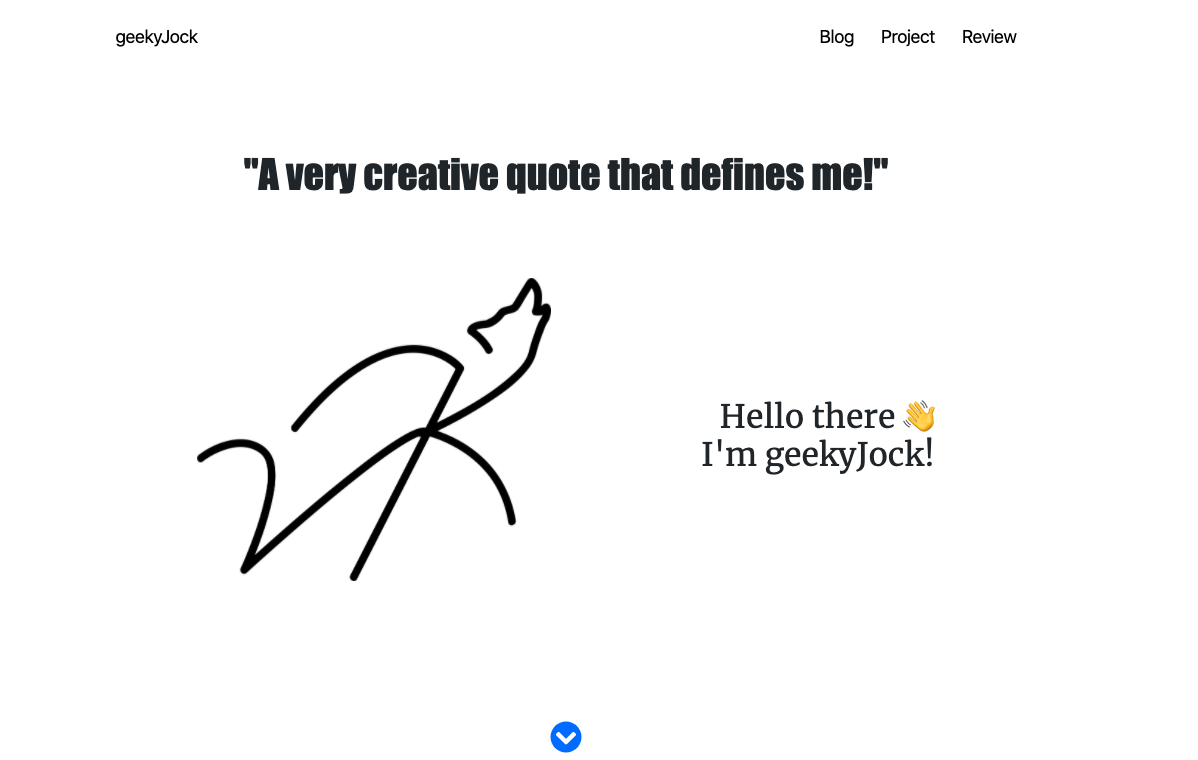 geekyJock
Blog Project Review
"A very creative quote that defines me!"
Hello there 👋
I'm geekyJock!